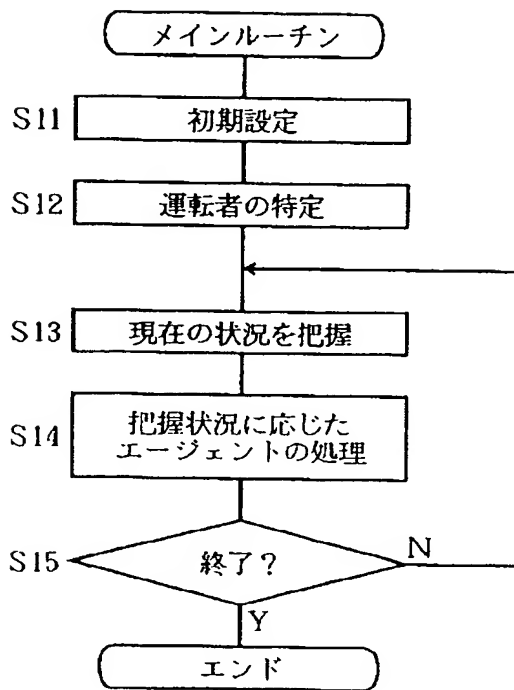 メインルーチン
S11
初期設定
S12
運転者の特定
S13
現在の状況を把握
S14
把握状況に応じた
エージェントの処理
S15
終了？
N
Y
エンド